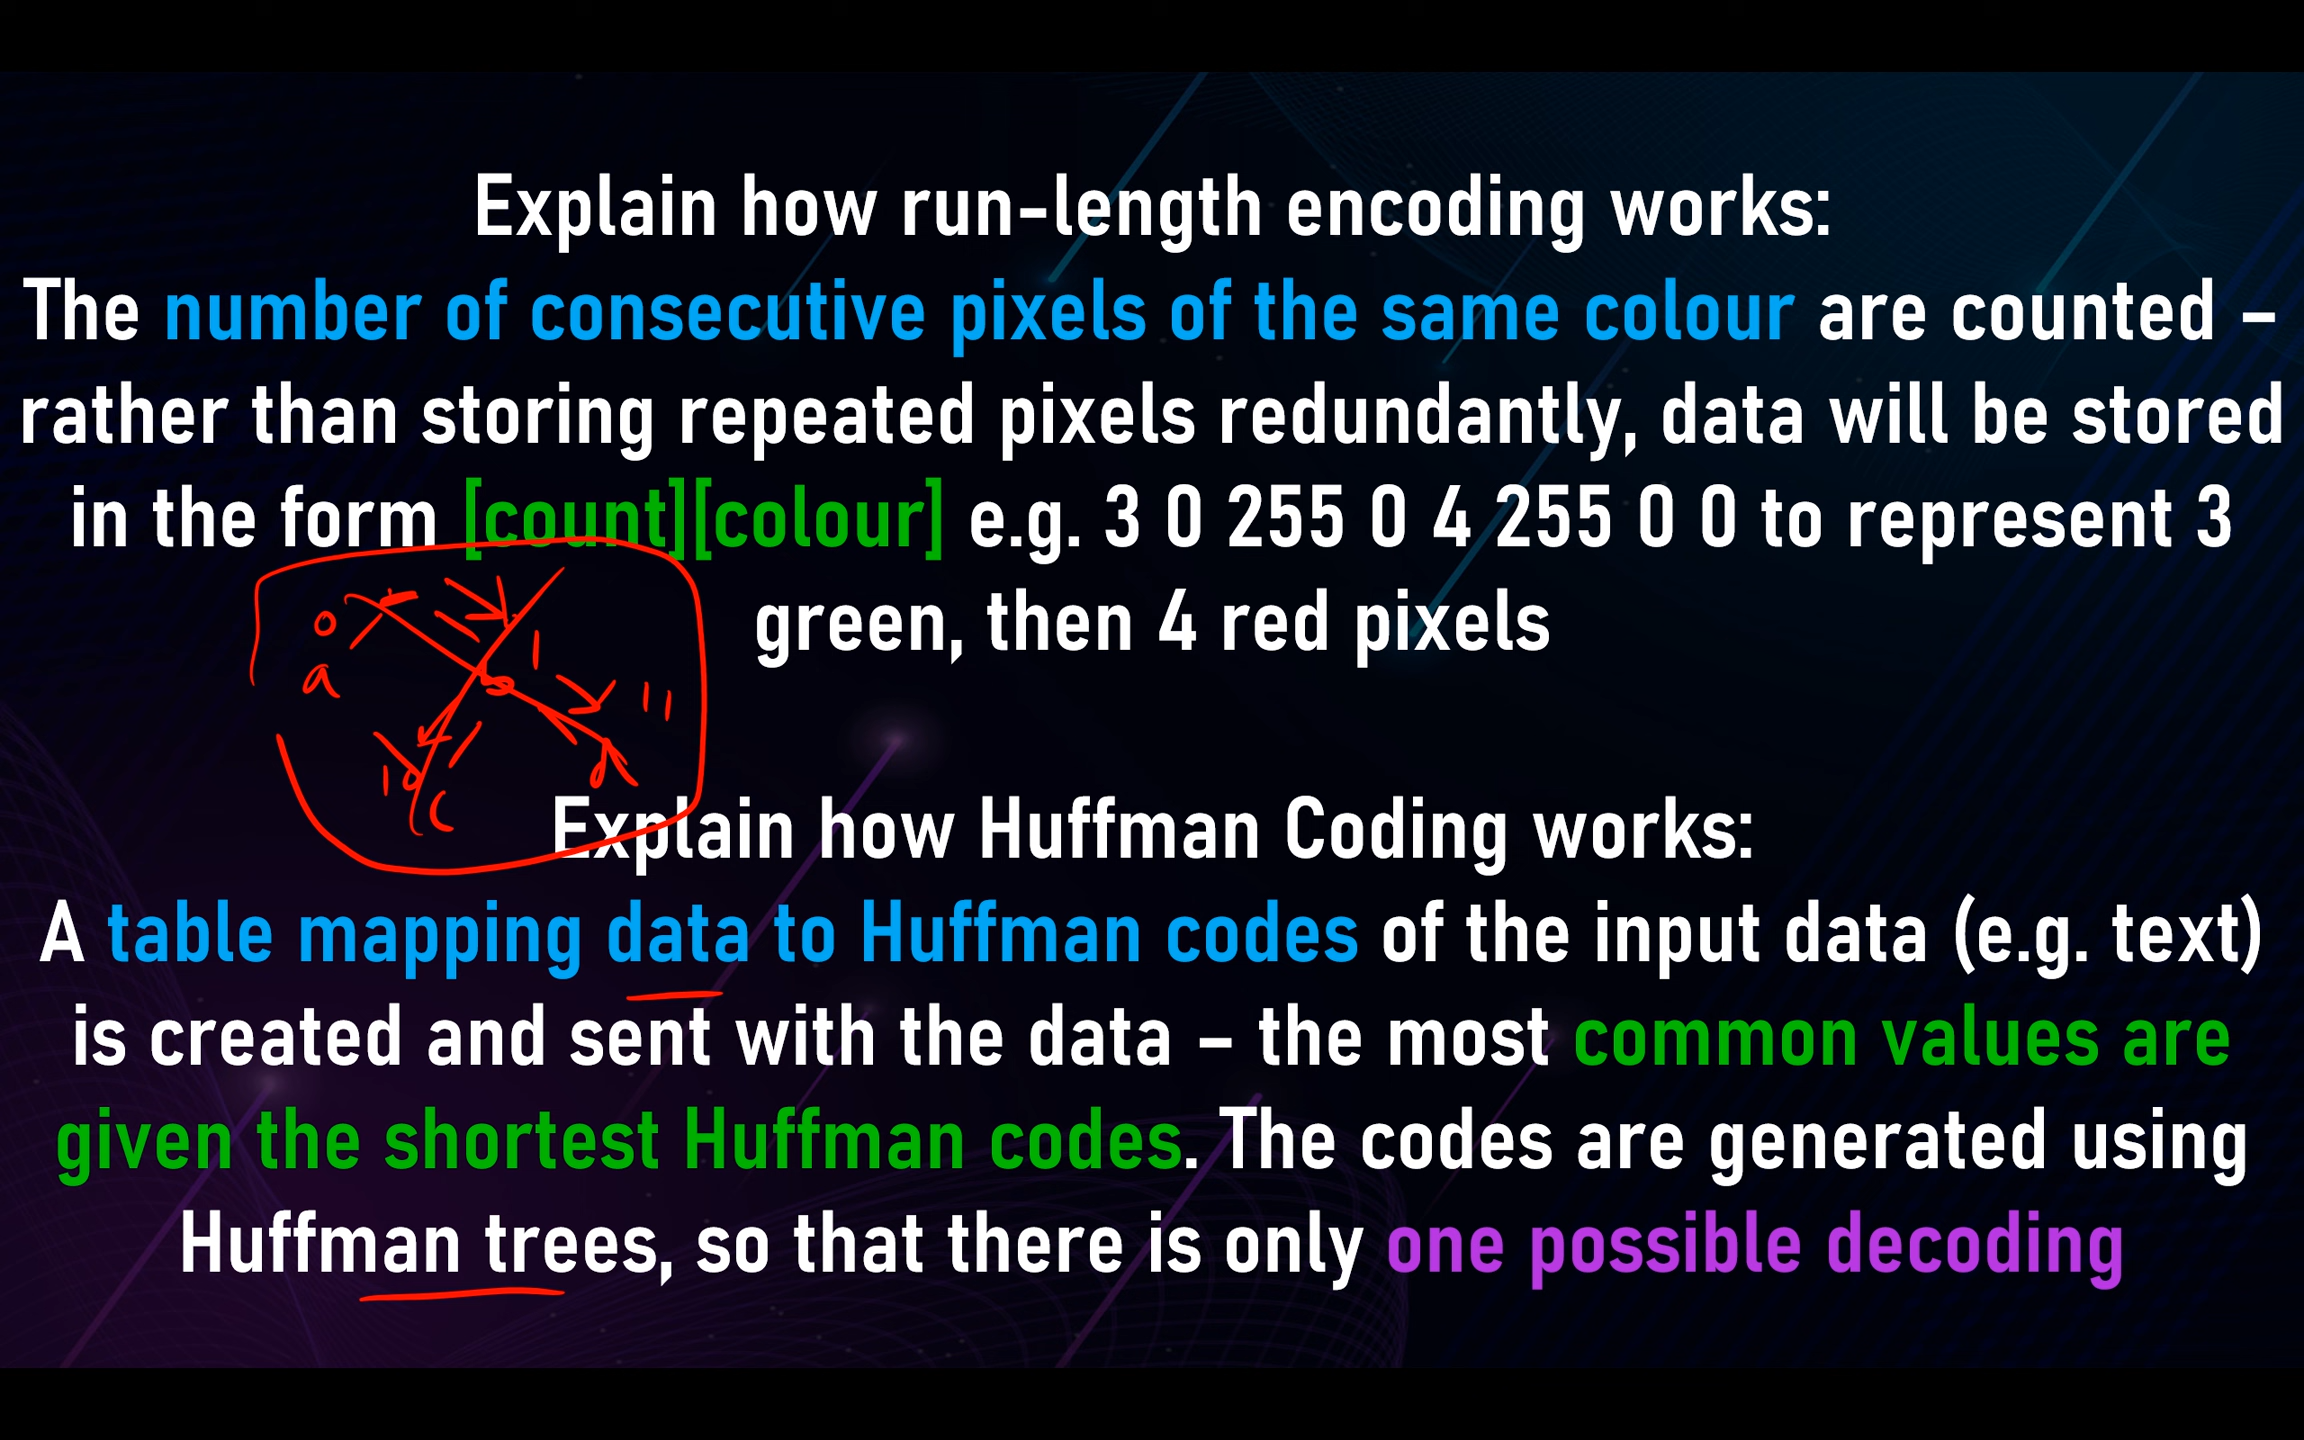 Explain how run-length encoding works:
The number of consecutive pixels of the same colour are counted –
rather than storing repeated pixels redundantly, data will be stored
in the form [count][colour] e.g. 3 0 255 0 4 255 0 0 to represent 3
green, then 4 red pixels
0
1
a
11
10
c
Explain how Huffman Coding works:
A table mapping data to Huffman codes of the input data (e.g. text)
is created and sent with the data – the most common values are
given the shortest Huffman codes. The codes are generated using
Huffman trees, so that there is only one possible decoding